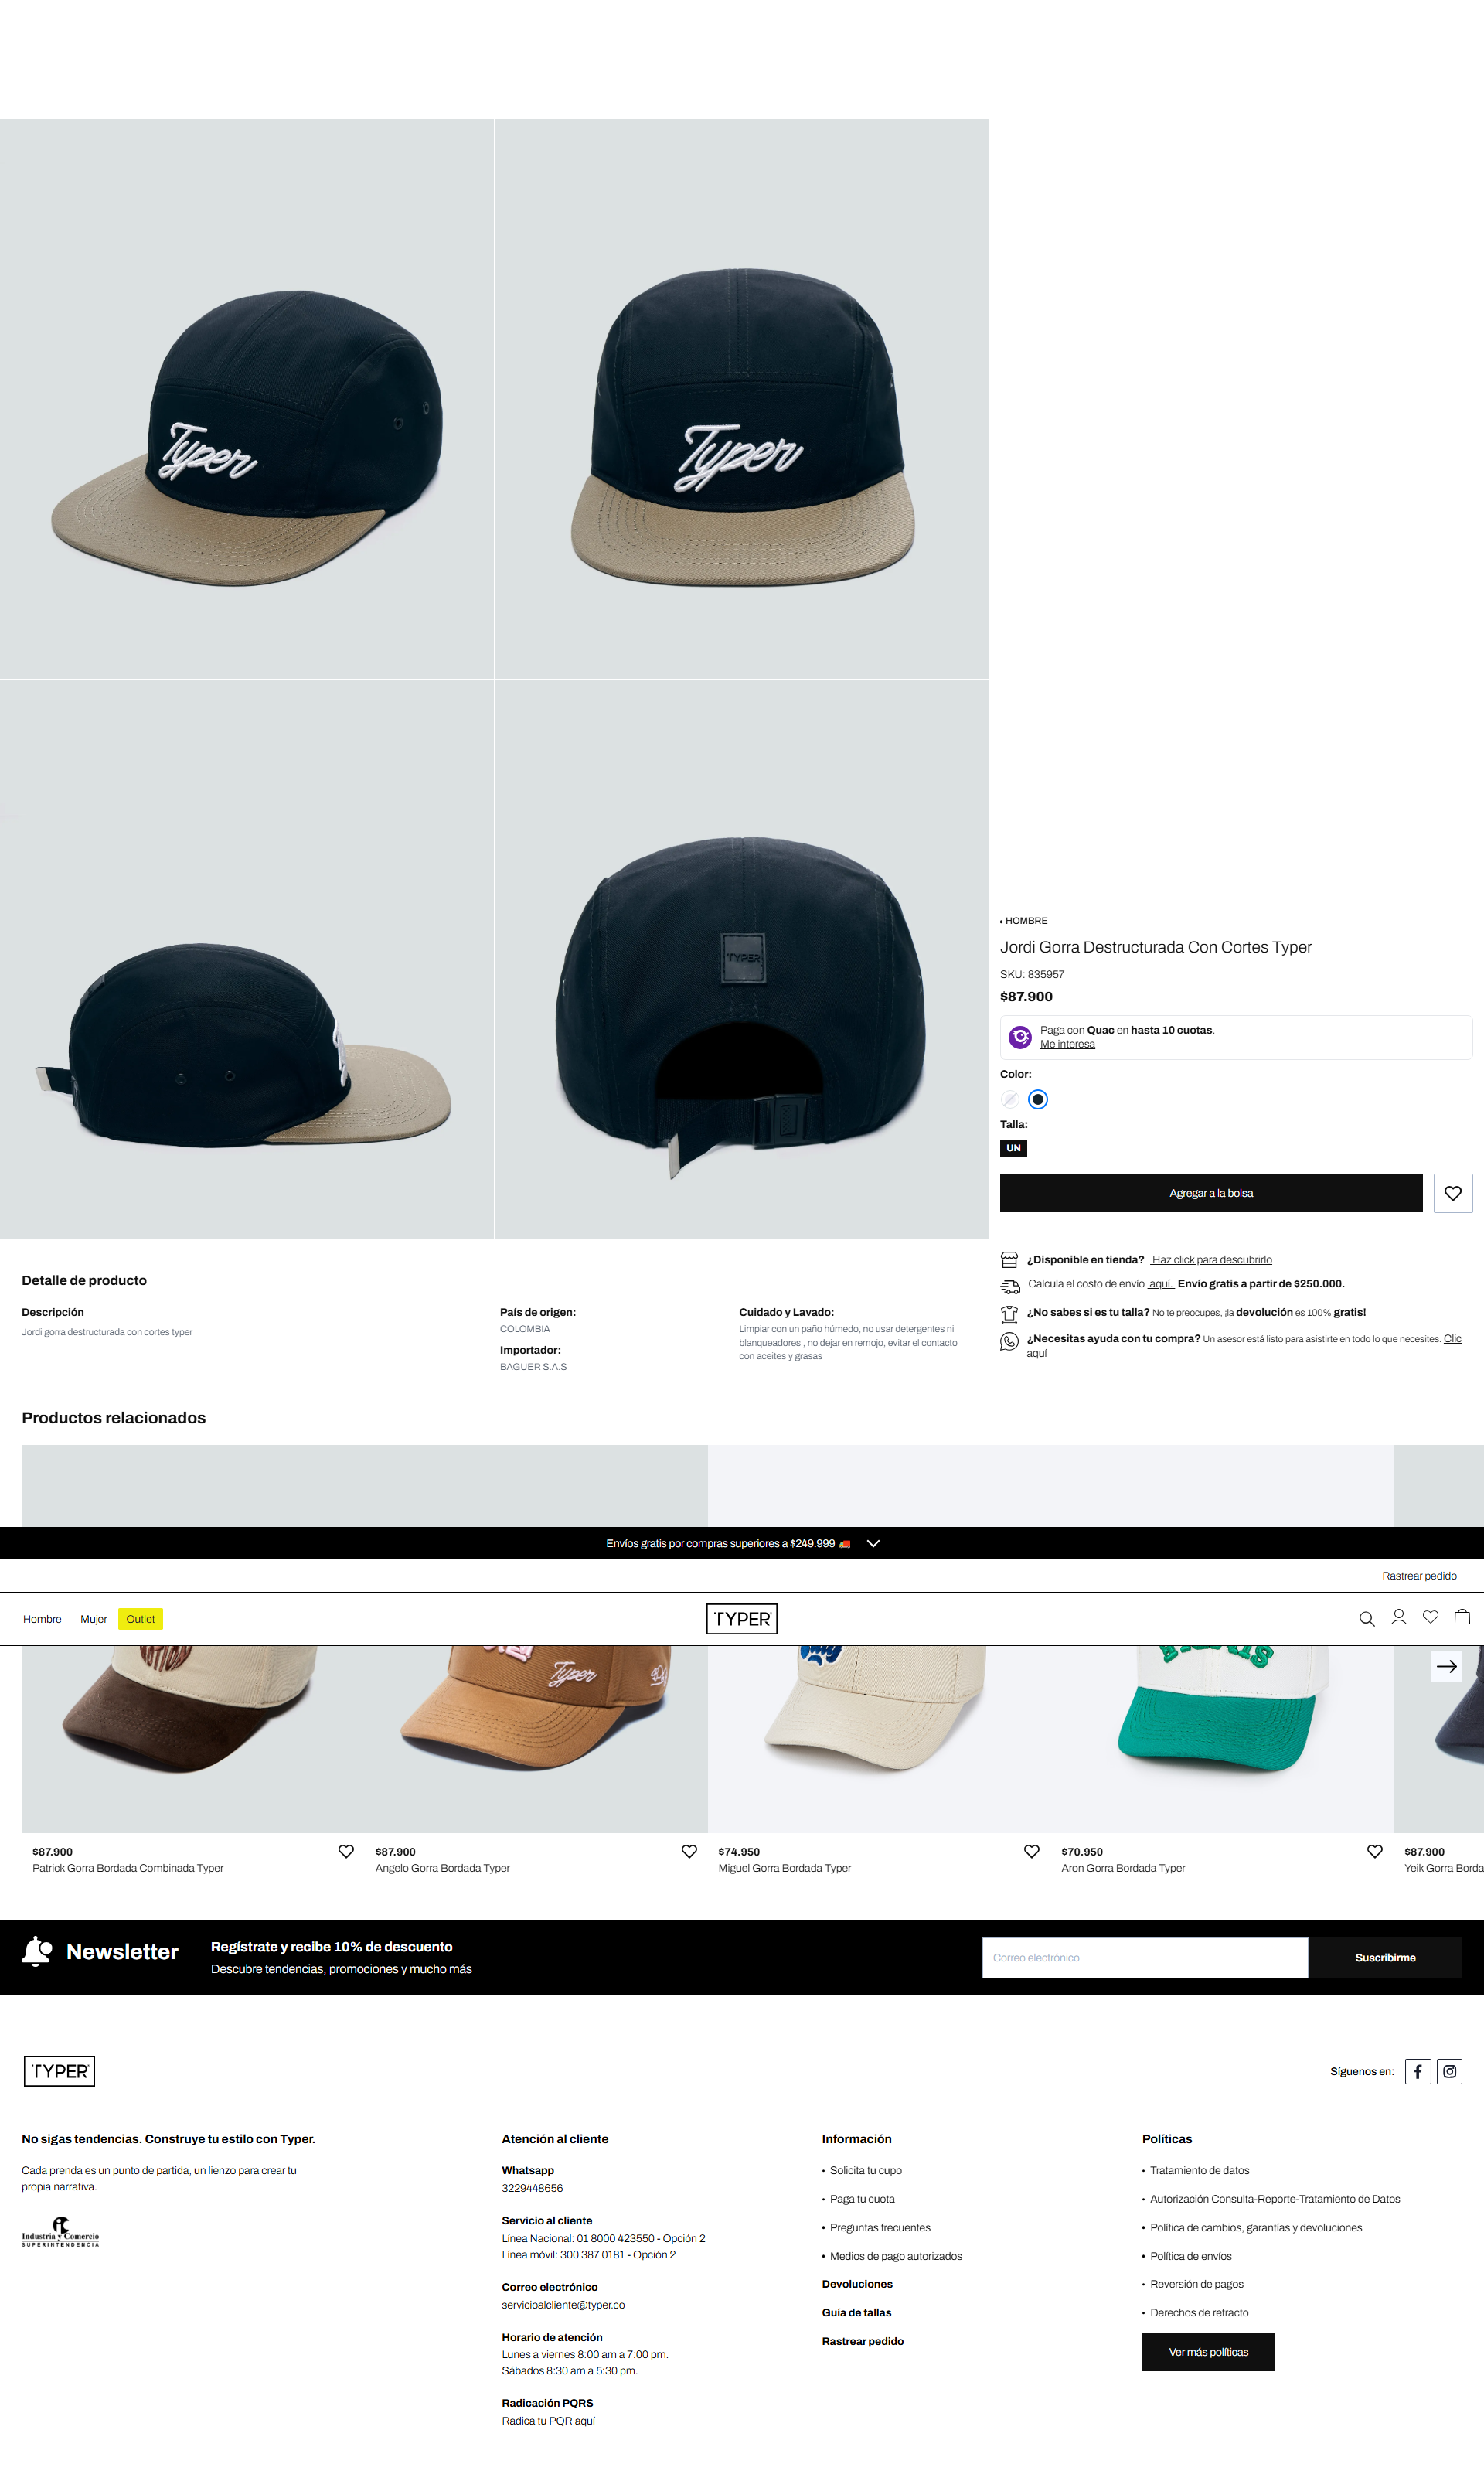 Typer
Typer
TYPER
• HOMBRE
Jordi Gorra Destructurada Con Cortes Typer
SKU: 835957
$87.900
Paga con Quac en hasta 10 cuotas.
Me interesa
Color:
Talla:
UN
Agregar a la bolsa
¿Disponible en tienda? Haz click para descubrirlo
Calcula el costo de envío aquí. Envío gratis a partir de $250.000.
¿No sabes si es tu talla? No te preocupes, ¡la devolución es 100% gratis!
¿Necesitas ayuda con tu compra? Un asesor está listo para asistirte en todo lo que necesites. Clic
aquí
Detalle de producto
Descripción
Jordi gorra destructurada con cortes typer
País de origen:
COLOMBIA
Importador:
BAGUER S.A.S
Cuidado y Lavado:
Limpiar con un paño húmedo, no usar detergentes ni
blanqueadores , no dejar en remojo, evitar el contacto
con aceites y grasas
Productos relacionados
Envíos gratis por compras superiores a $249.999
Rastrear pedido
Hombre
Mujer
Outlet
TYPER
Typer
$87.900
Patrick Gorra Bordada Combinada Typer
$87.900
Angelo Gorra Bordada Typer
$74.950
Miguel Gorra Bordada Typer
$70.950
Aron Gorra Bordada Typer
$87.900
Yeik Gorra Borda
Newsletter
Regístrate y recibe 10% de descuento
Descubre tendencias, promociones y mucho más
Correo electrónico
Suscribirme
TYPER
Síguenos en:
No sigas tendencias. Construye tu estilo con Typer.
Cada prenda es un punto de partida, un lienzo para crear tu
propia narrativa.
Industria y Comercio
SUPERINTENDENCIA
Atención al cliente
Whatsapp
3229448656
Servicio al cliente
Línea Nacional: 01 8000 423550 - Opción 2
Línea móvil: 300 387 0181 - Opción 2
Correo electrónico
servicioalcliente@typer.co
Horario de atención
Lunes a viernes 8:00 am a 7:00 pm.
Sábados 8:30 am a 5:30 pm.
Radicación PQRS
Radica tu PQR aquí
Información
• Solicita tu cupo
• Paga tu cuota
• Preguntas frecuentes
• Medios de pago autorizados
Devoluciones
Guía de tallas
Rastrear pedido
Políticas
• Tratamiento de datos
• Autorización Consulta-Reporte-Tratamiento de Datos
• Política de cambios, garantías y devoluciones
• Política de envíos
• Reversión de pagos
• Derechos de retracto
Ver más políticas